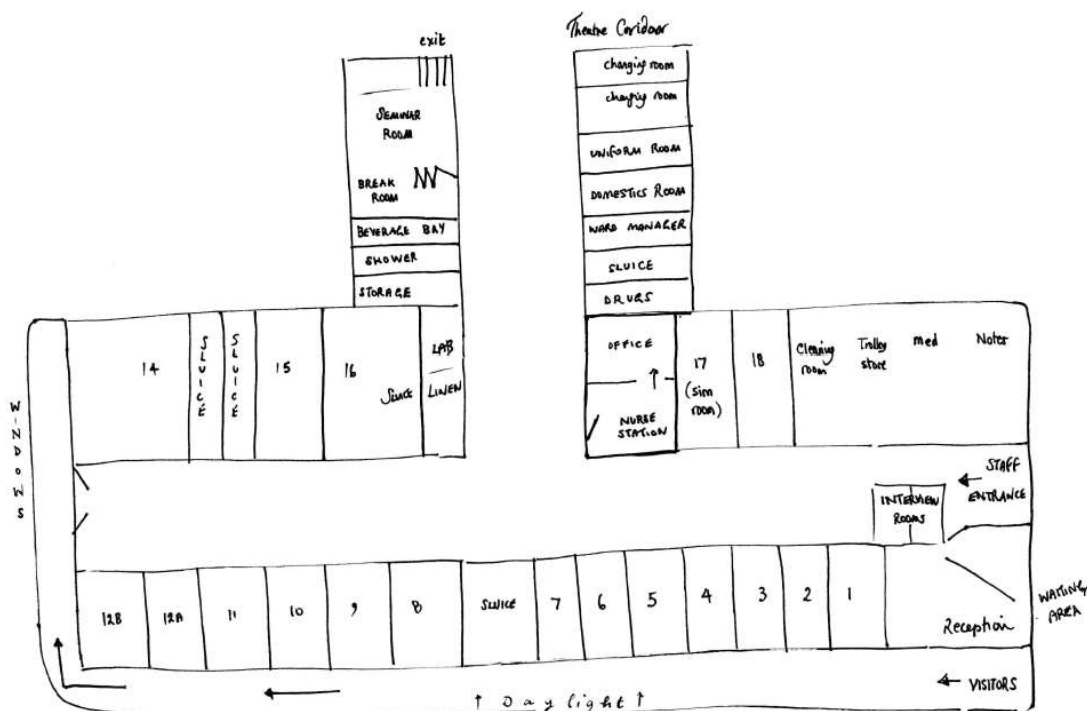 exit
SEMINAR
ROOM
BREAK
ROOM
BEVERAGE BAY
SHOWER
STORAGE
Theatre Coridoor
changing room
changing room
UNIFORM ROOM
DOMESTICS ROOM
WARD MANAGER
SLUICE
DRUGS
WINDOWS
14
SLUICE
SLUICE
15
16
Sluice
LAB
LINEN
OFFICE
NURSE
STATION
17
(sim
room)
18
Cleaning
room
Trolley
store
med
Notes
STAFF
ENTRANCE
INTERVIEW
ROOMS
12B
12A
11
10
9
8
SLUICE
7
6
5
4
3
2
1
Reception
WAITING
AREA
VISITORS
Daylight